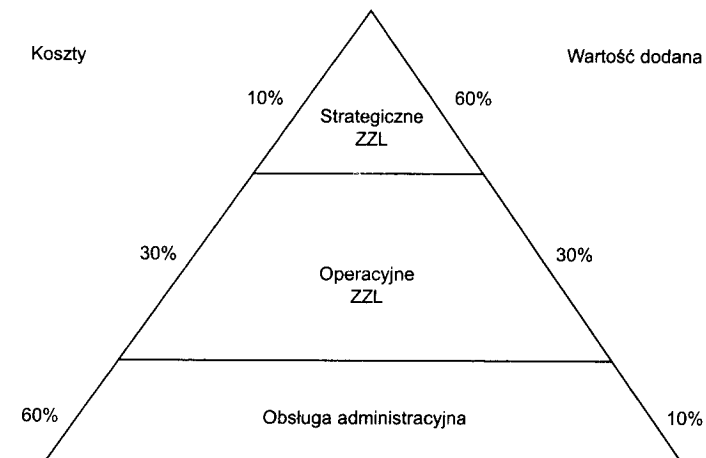 Koszty
Wartość dodana
10%
60%
Strategiczne
ZZL
30%
30%
Operacyjne
ZZL
60%
Obsługa administracyjna
10%